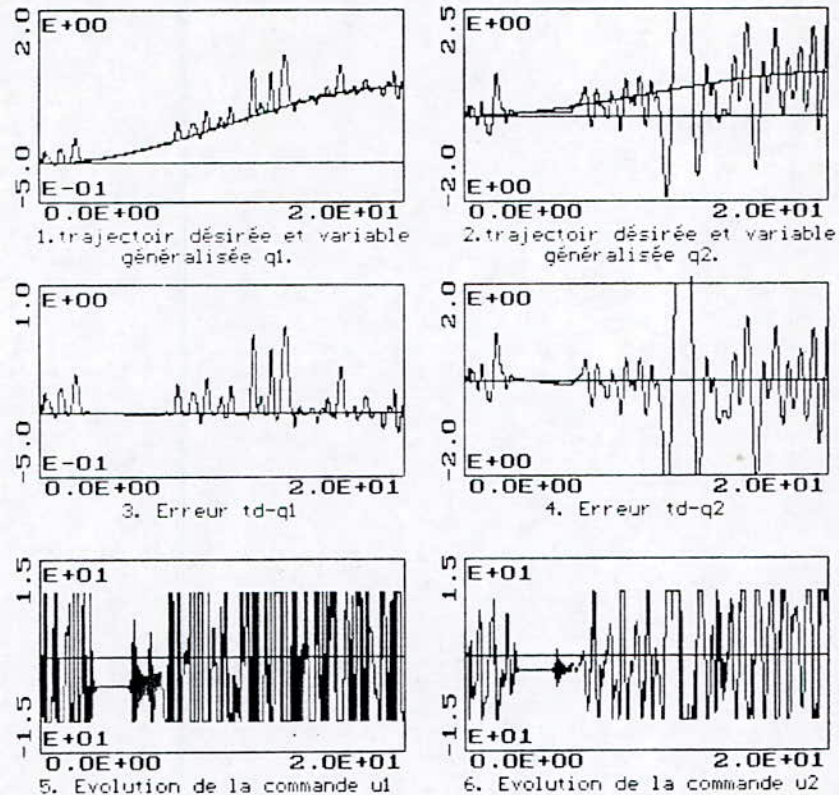 2.0
E+00
-5.0
E-01
0.0E+00
2.0E+01
1.trajectoir désirée et variable
généralisée q1.
2.5
E+00
-2.0
E+00
0.0E+00
2.0E+01
2.trajectoir désirée et variable
généralisée q2.
1.0
E+00
-5.0
E-01
0.0E+00
2.0E+01
3. Erreur td-q1
2.0
E+00
-2.0
E+00
0.0E+00
2.0E+01
4. Erreur td-q2
1.5
E+01
-1.5
E+01
0.0E+00
2.0E+01
5. Evolution de la commande u1
1.5
E+01
-1.5
E+01
0.0E+00
2.0E+01
6. Evolution de la commande u2